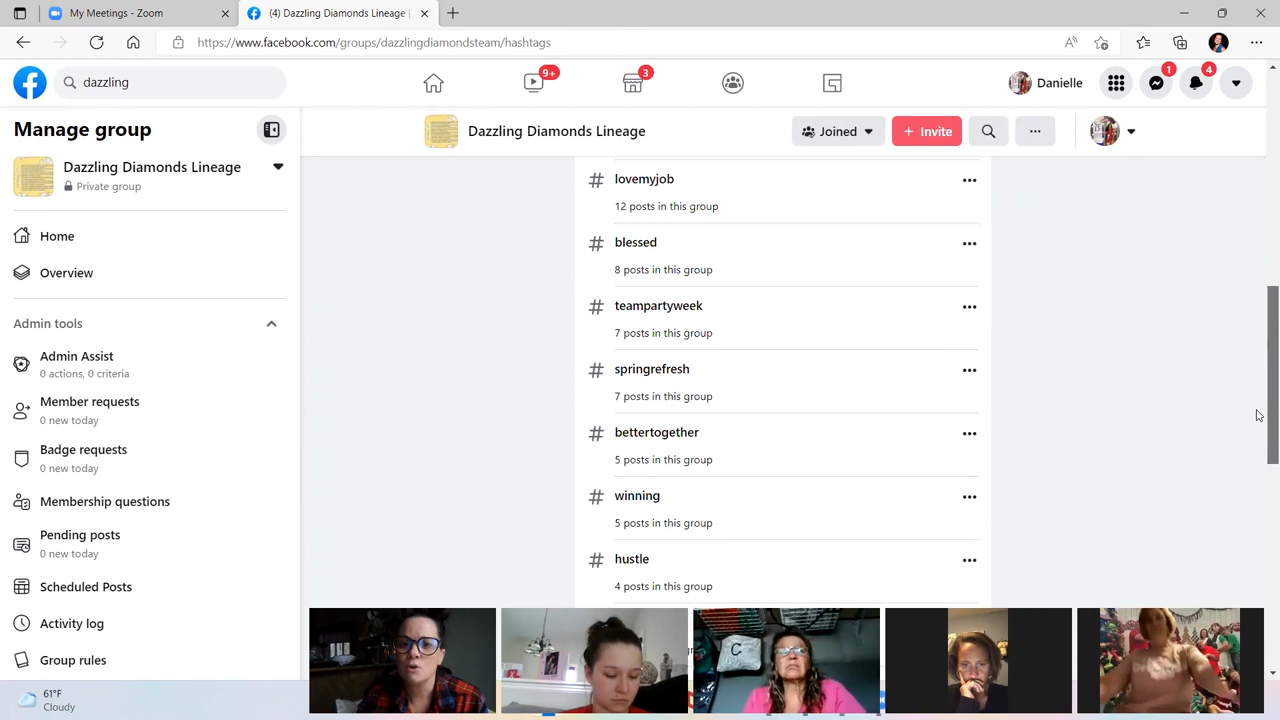 My Meetings - Zoom
(4) Dazzling Diamonds Lineage |
https://www.facebook.com/groups/dazzlingdiamondsteam/hashtags
dazzling
9+
3
Danielle
1
4
Manage group
Dazzling Diamonds Lineage
Joined
+ Invite
Dazzling Diamonds Lineage
Private group
Home
Overview
Admin tools
Admin Assist
0 actions, 0 criteria
Member requests
0 new today
Badge requests
0 new today
Membership questions
Pending posts
0 new today
Scheduled Posts
Activity log
Group rules
# lovemyjob
12 posts in this group
# blessed
8 posts in this group
# teampartyweek
7 posts in this group
# springrefresh
7 posts in this group
# bettertogether
5 posts in this group
# winning
5 posts in this group
# hustle
4 posts in this group
C
61°F
Cloudy